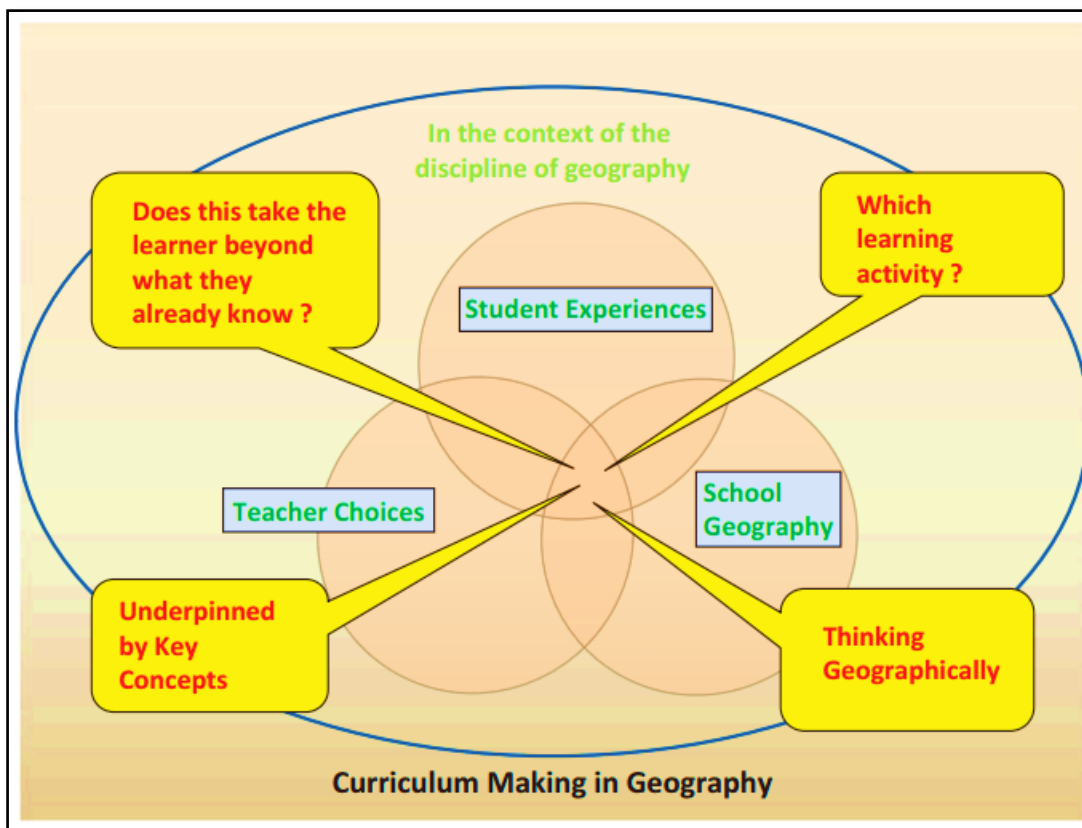 In the context of the
discipline of geography
Does this take the
learner beyond
what they
already know ?
Which
learning
activity ?
Student Experiences
Teacher Choices
School
Geography
Underpinned
by Key
Concepts
Thinking
Geographically
Curriculum Making in Geography